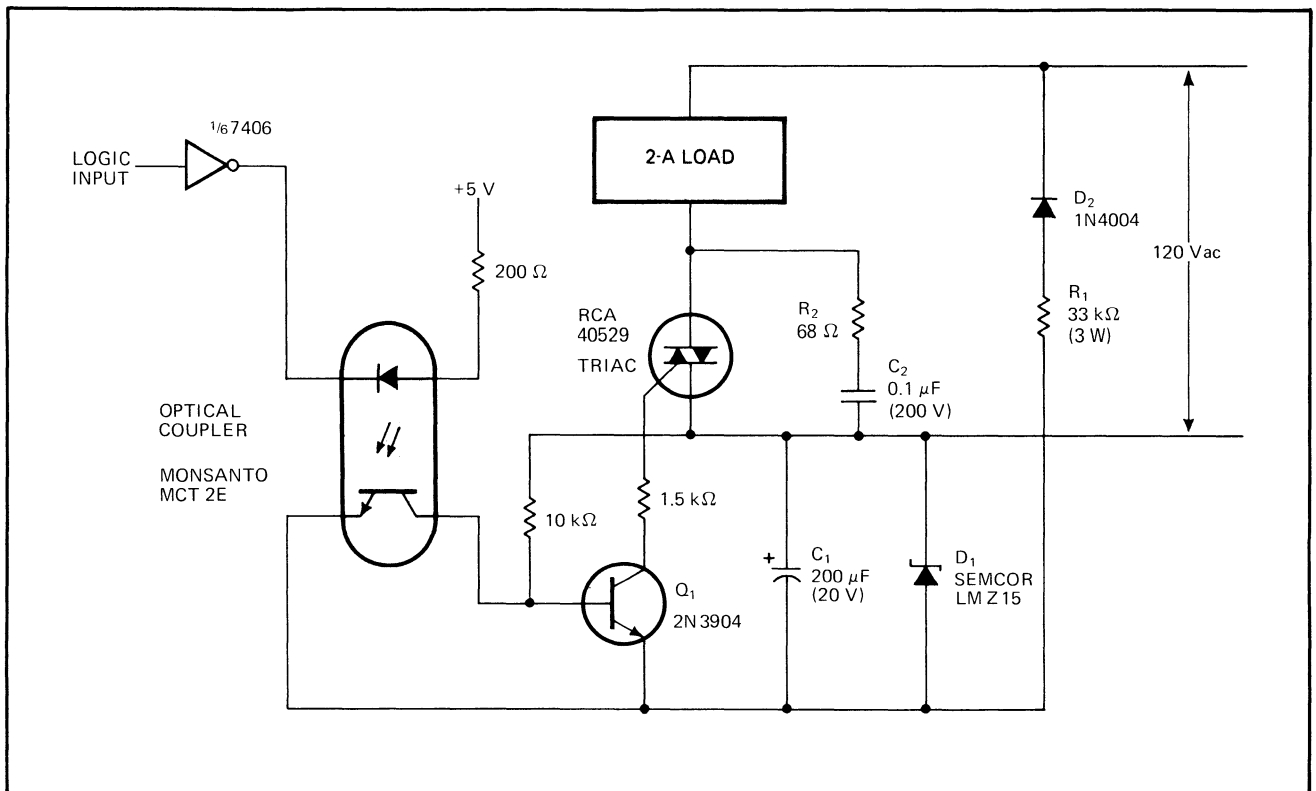 1/6 7406
LOGIC
INPUT
+5 V
200 Ω
OPTICAL
COUPLER
MONSANTO
MCT 2E
2-A LOAD
RCA
40529
TRIAC
R2
68 Ω
C2
0.1 μF
(200 V)
D2
1N4004
R1
33 kΩ
(3 W)
120 Vac
10 kΩ
1.5 kΩ
Q1
2N3904
+
C1
200 μF
(20 V)
D1
SEMCOR
LM Z15